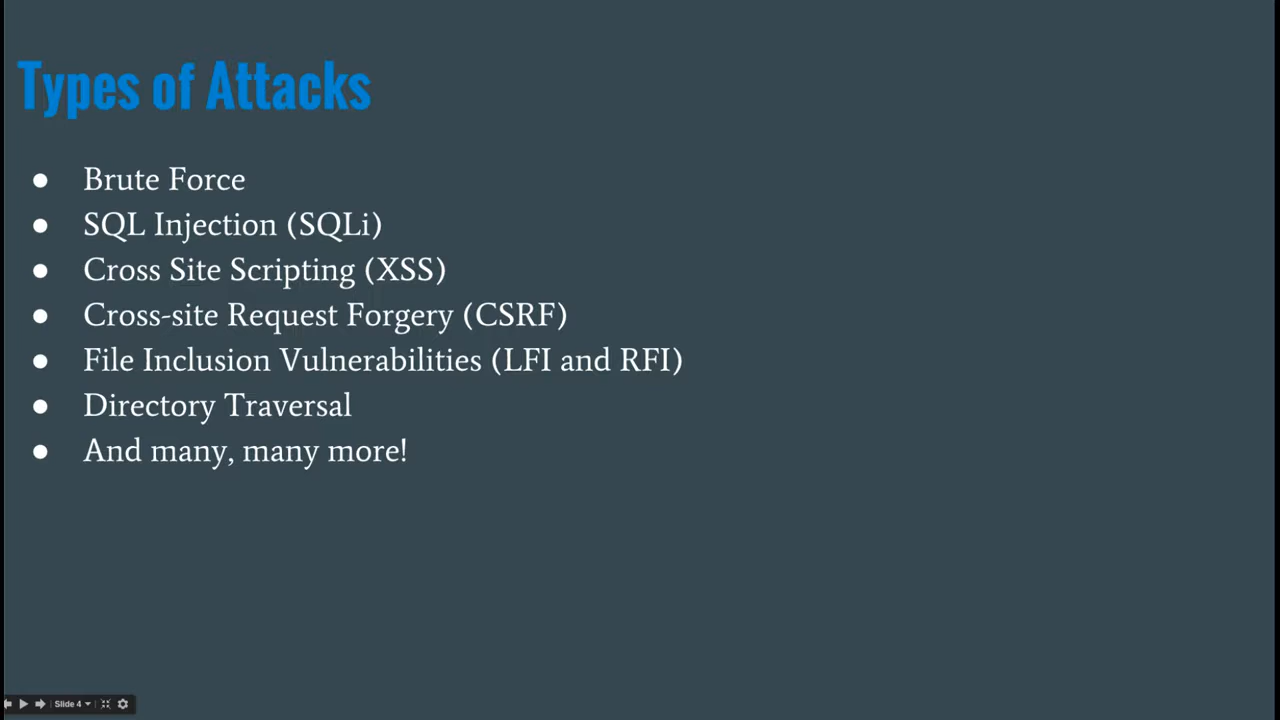 Types of Attacks
● Brute Force
● SQL Injection (SQLi)
● Cross Site Scripting (XSS)
● Cross-site Request Forgery (CSRF)
● File Inclusion Vulnerabilities (LFI and RFI)
● Directory Traversal
● And many, many more!
Slide 4